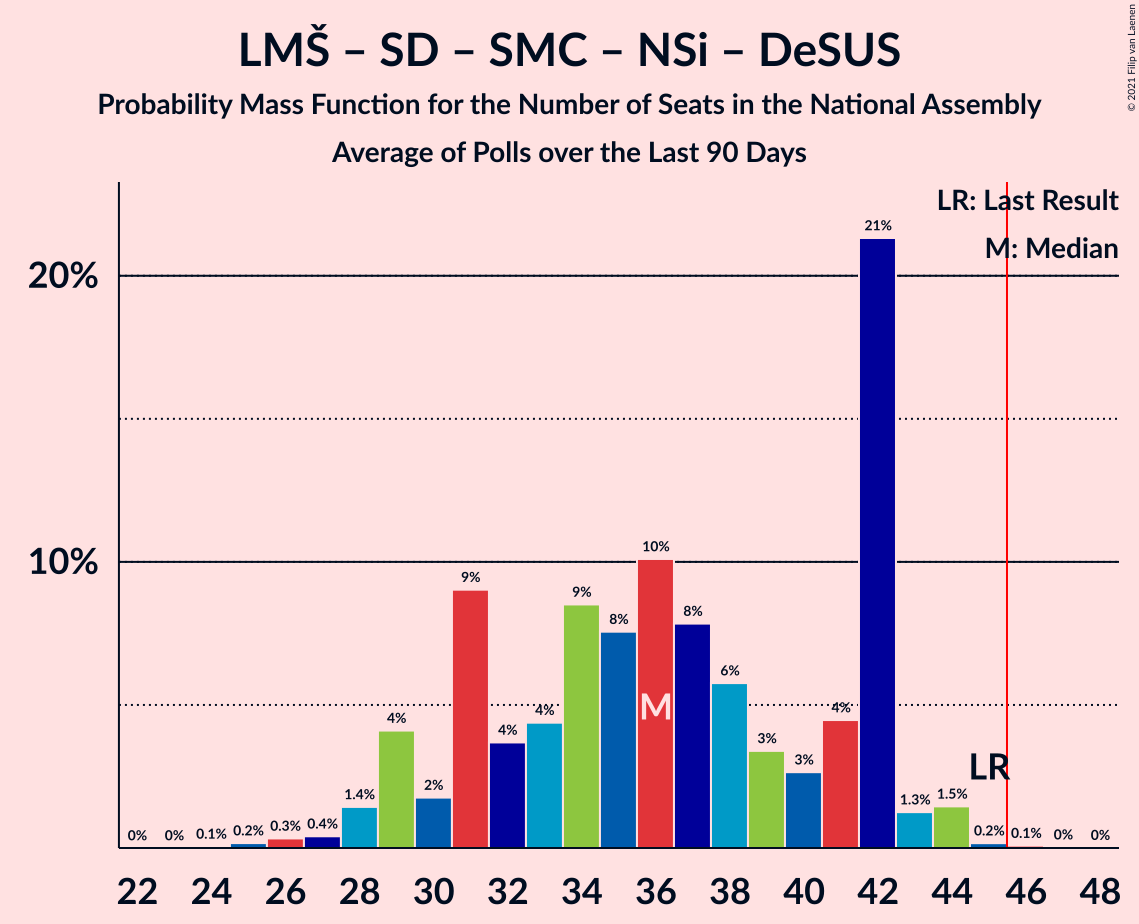 LMŠ – SD – SMC – NSi – DeSUS
Probability Mass Function for the Number of Seats in the National Assembly
Average of Polls over the Last 90 Days
© 2021 Filip van Laenen
LR: Last Result
M: Median
20%
10%
0% 0% 0.1% 0.2% 0.3% 0.4% 1.4% 4% 2% 9% 4% 4% 9% 8% 10% 8% 6% 3% 3% 4% 21% 1.3% 1.5% 0.2% 0.1% 0% 0%
M
LR
22 24 26 28 30 32 34 36 38 40 42 44 46 48